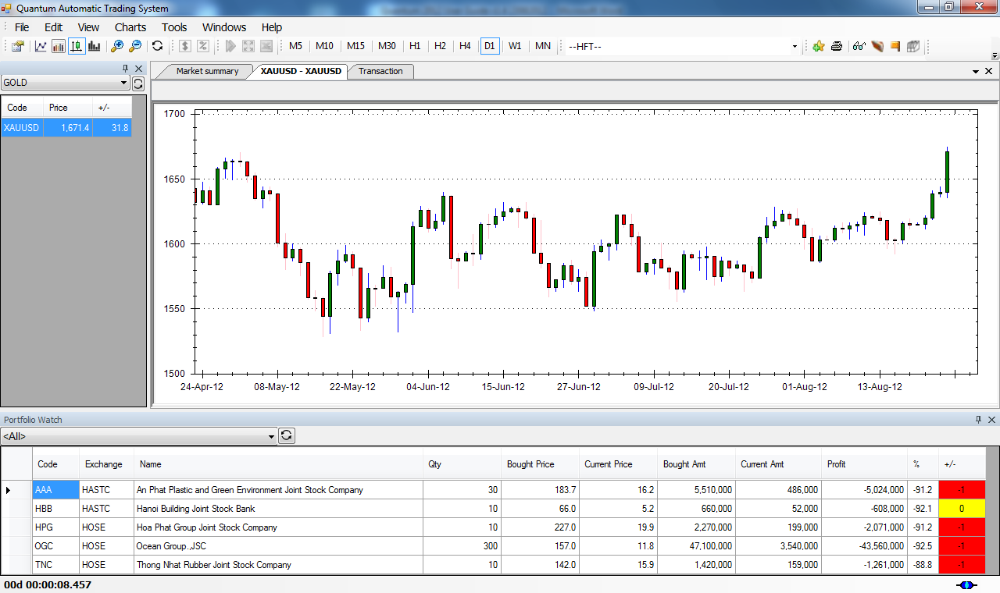 Quantum Automatic Trading System
File Edit View Charts Tools Windows Help
M5 M10 M15 M30 H1 H2 H4 D1 W1 MN --HFT--
GOLD
Code Price +/-
XAUUSD 1,671.4 31.8
Market summary XAUUSD - XAUUSD Transaction
1700
1650
1600
1550
1500
24-Apr-12 08-May-12 22-May-12 04-Jun-12 15-Jun-12 27-Jun-12 09-Jul-12 20-Jul-12 01-Aug-12 13-Aug-12
Portfolio Watch
<All>
Code Exchange Name Qty Bought Price Current Price Bought Amt Current Amt Profit % +/-
AAA HASTC An Phat Plastic and Green Environment Joint Stock Company 30 183.7 16.2 5,510,000 486,000 -5,024,000 -91.2 -1
HBB HASTC Hanoi Building Joint Stock Bank 10 66.0 5.2 660,000 52,000 -608,000 -92.1 0
HPG HOSE Hoa Phat Group Joint Stock Company 10 227.0 19.9 2,270,000 199,000 -2,071,000 -91.2 -1
OGC HOSE Ocean Group.,JSC 300 157.0 11.8 47,100,000 3,540,000 -43,560,000 -92.5 -1
TNC HOSE Thong Nhat Rubber Joint Stock Company 10 142.0 15.9 1,420,000 159,000 -1,261,000 -88.8 -1
00d 00:00:08.457